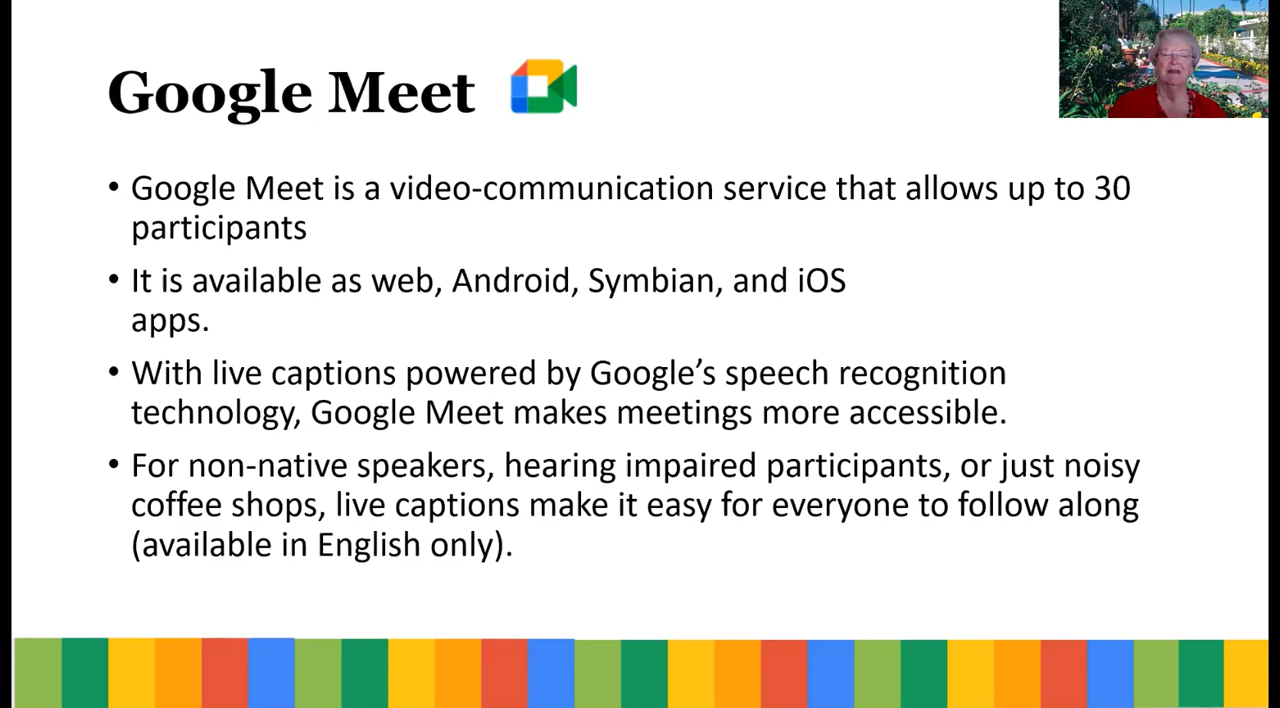 Google Meet
• Google Meet is a video-communication service that allows up to 30
participants
• It is available as web, Android, Symbian, and iOS
apps.
• With live captions powered by Google’s speech recognition
technology, Google Meet makes meetings more accessible.
• For non-native speakers, hearing impaired participants, or just noisy
coffee shops, live captions make it easy for everyone to follow along
(available in English only).